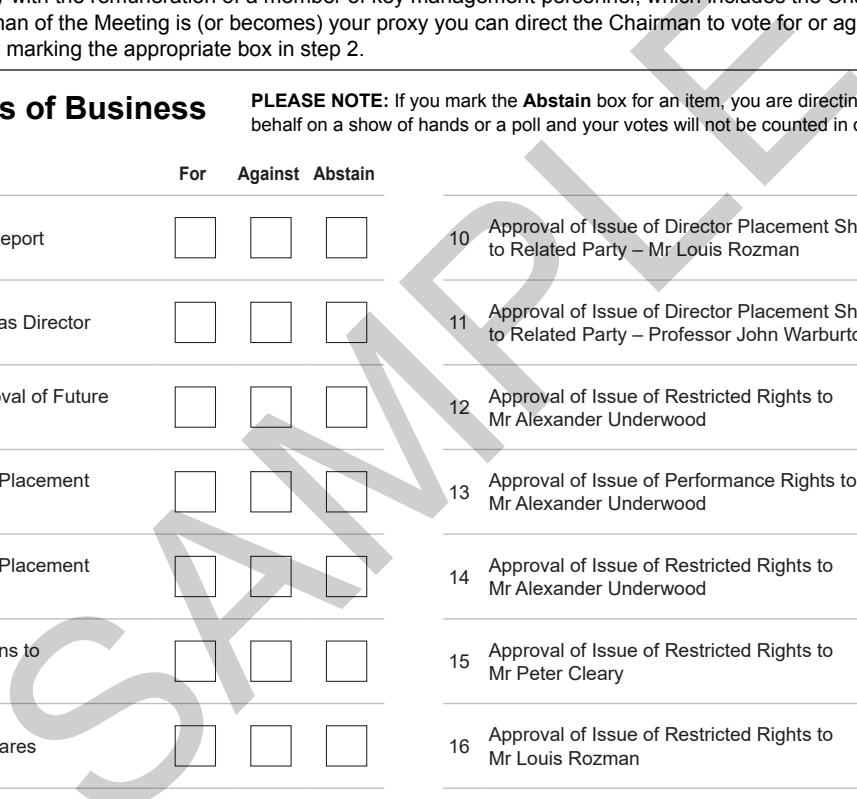 man of the Meeting is (or becomes) your proxy you can direct the Chairman to vote for or ag
marking the appropriate box in step 2.
s of Business
PLEASE NOTE: If you mark the Abstain box for an item, you are directin
behalf on a show of hands or a poll and your votes will not be counted in c
For Against Abstain
eport
as Director
val of Future
Placement
Placement
ns to
ares
10 Approval of Issue of Director Placement Sh
to Related Party – Mr Louis Rozman
11 Approval of Issue of Director Placement Sh
to Related Party – Professor John Warburto
12 Approval of Issue of Restricted Rights to
Mr Alexander Underwood
13 Approval of Issue of Performance Rights to
Mr Alexander Underwood
14 Approval of Issue of Restricted Rights to
Mr Alexander Underwood
15 Approval of Issue of Restricted Rights to
Mr Peter Cleary
16 Approval of Issue of Restricted Rights to
Mr Louis Rozman
SAMPLE